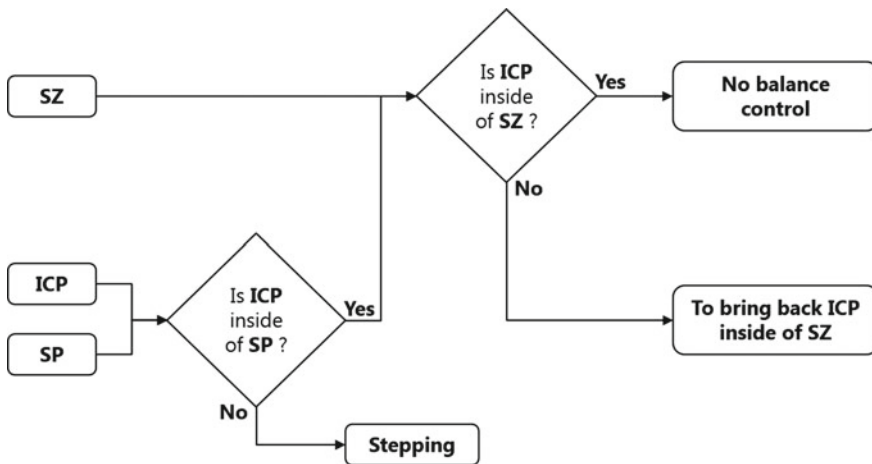 SZ
Is ICP
inside
of SZ ?
Yes
No balance
control
No
ICP
SP
Is ICP
inside
of SP ?
Yes
To bring back ICP
inside of SZ
No
Stepping